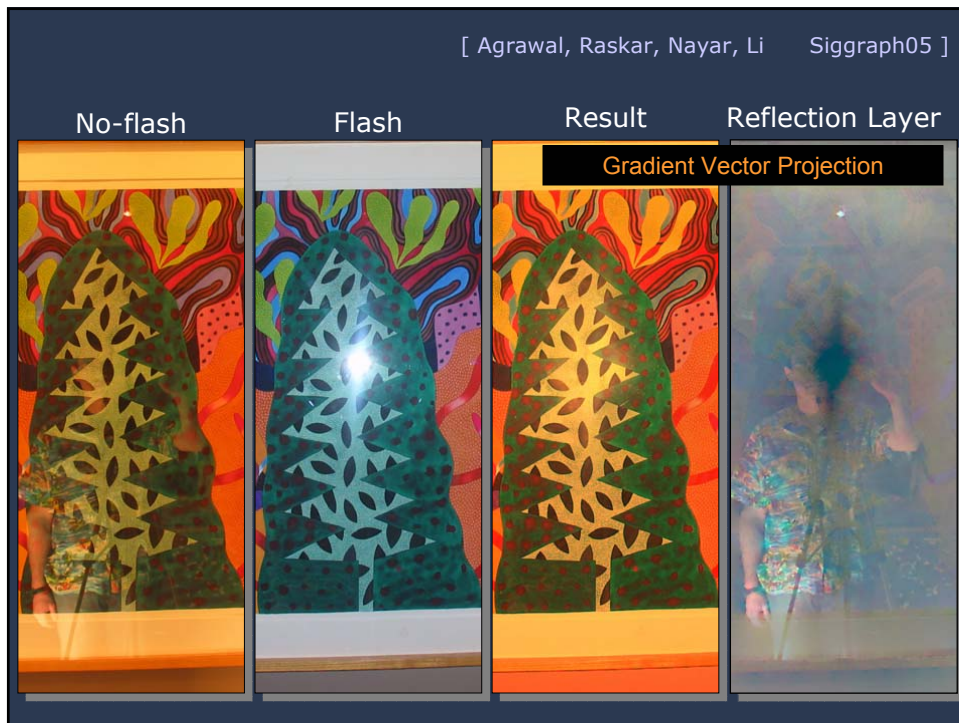 [ Agrawal, Raskar, Nayar, Li Siggraph05 ]
No-flash Flash Result Reflection Layer
Gradient Vector Projection